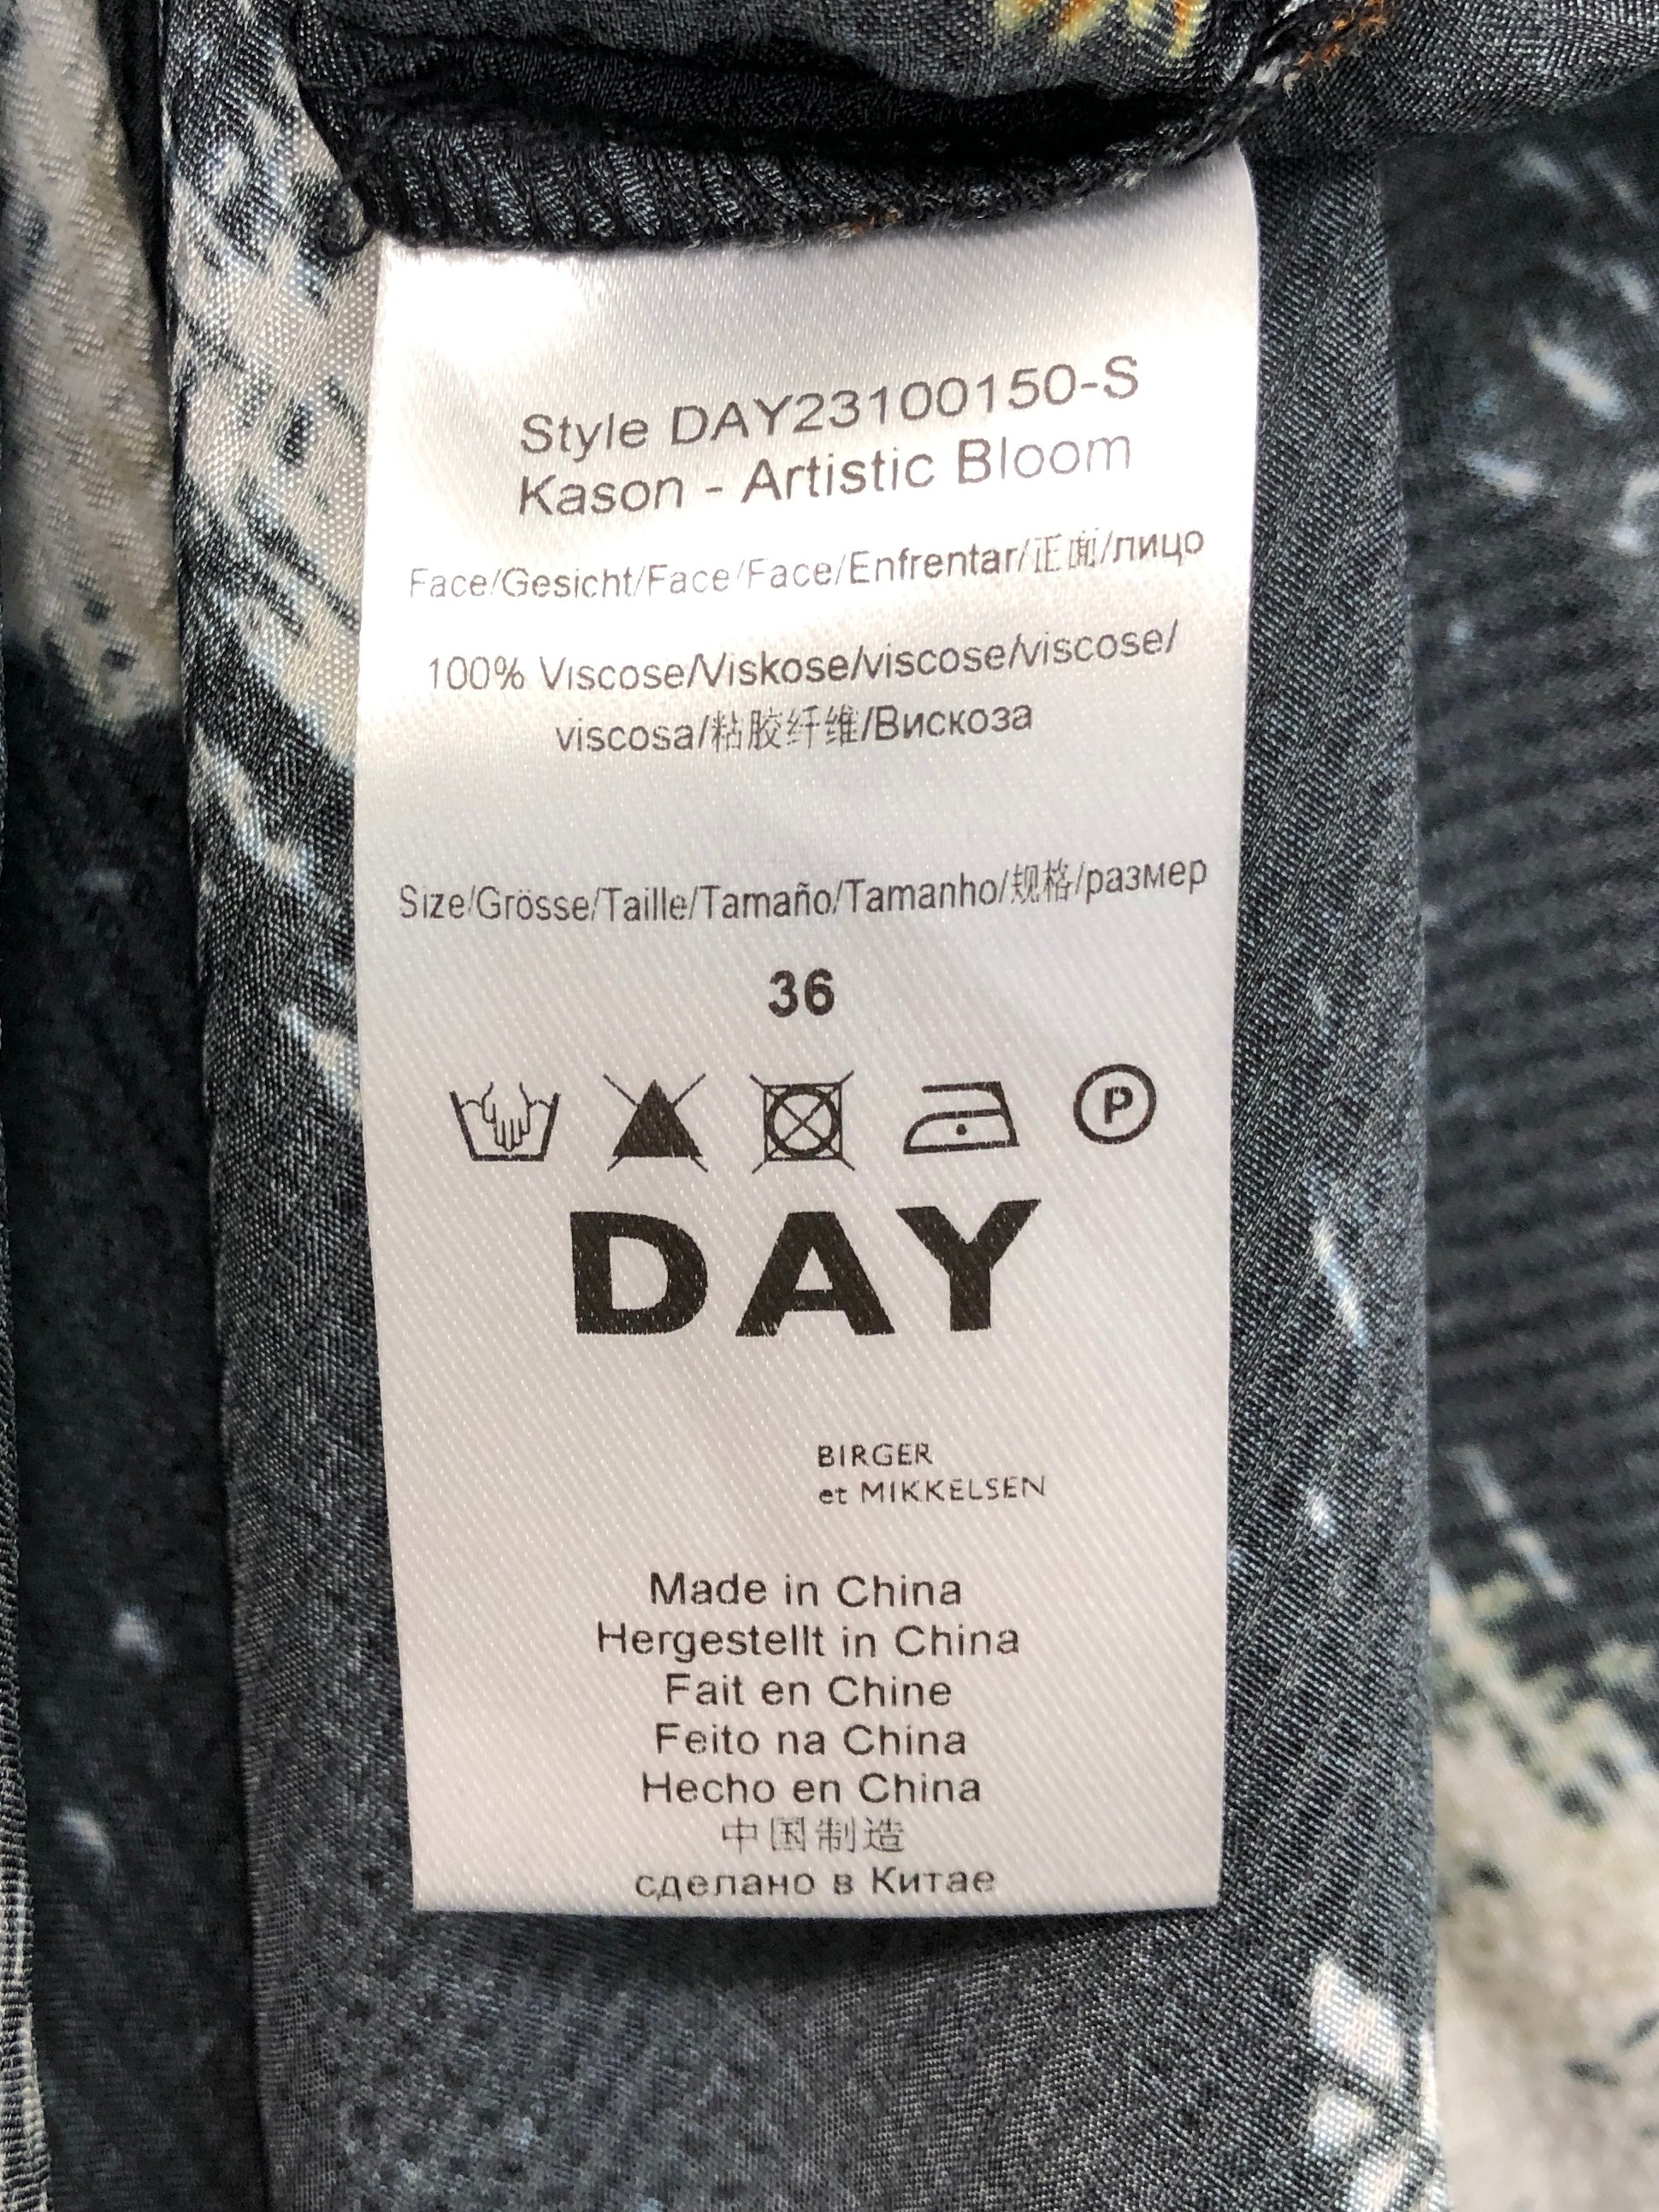 Style DAY23100150-S
Kason - Artistic Bloom
Face/Gesicht/Face/Face/Enfrentar/正面/лицо
100% Viscose/Viskose/viscose/viscose/
viscosa/粘胶纤维/Вискоза
Size/Grösse/Taille/Tamaño/Tamanho/规格/размер
36
P
DAY
BIRGER
et MIKKELSEN
Made in China
Hergestellt in China
Fait en Chine
Feito na China
Hecho en China
中国制造
сделано в Китае